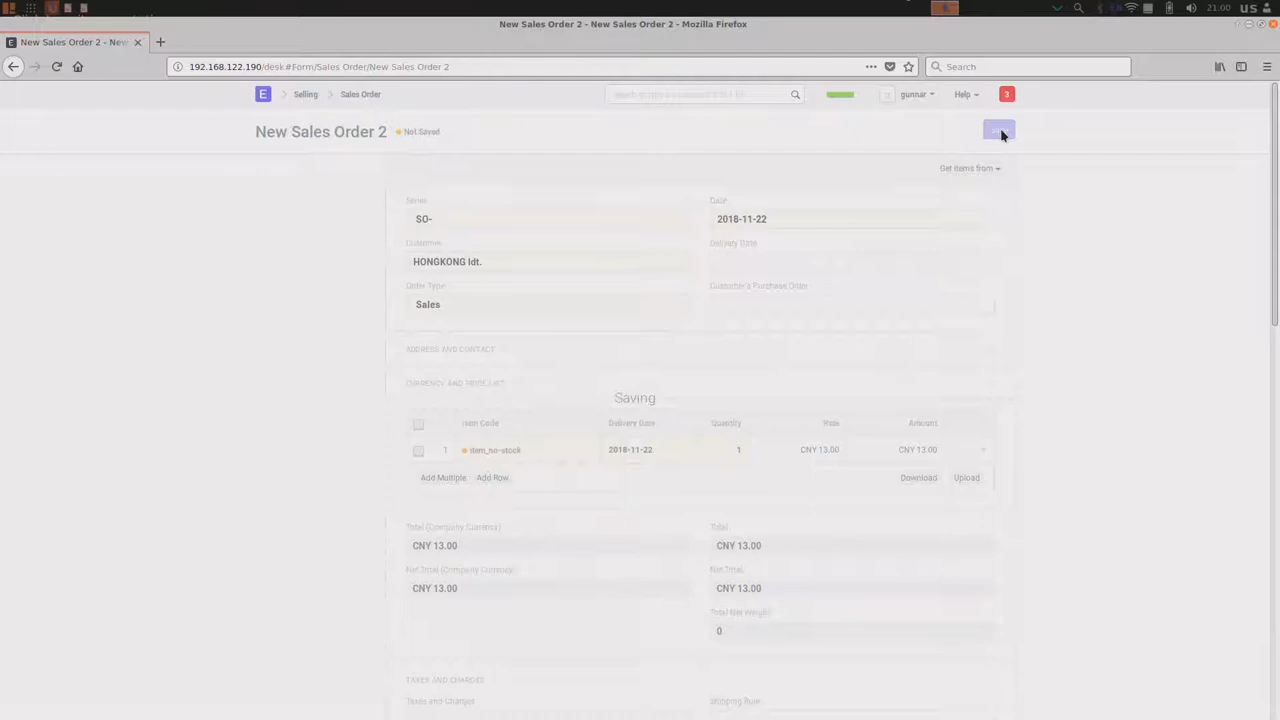 21:00
US
New Sales Order 2 - New Sales Order 2 - Mozilla Firefox
E New Sales Order 2 - New
192.168.122.190/desk#Form/Sales Order/New Sales Order 2
Search
E Selling Sales Order
gunnar Help 3
New Sales Order 2 Not Saved
Get items from
Series
SO-
Date
2018-11-22
Customer
HONGKONG ldt.
Delivery Date
Order Type
Sales
Customer's Purchase Order
ADDRESS AND CONTACT
CURRENCY AND PRICE LIST
Saving
Item Code Delivery Date Quantity Rate Amount
1 item_no-stock 2018-11-22 1 CNY 13.00 CNY 13.00
Add Multiple Add Row Download Upload
Total (Company Currency)
CNY 13.00
Total
CNY 13.00
Net Total (Company Currency)
CNY 13.00
Net Total
CNY 13.00
Total Net Weight
0
TAXES AND CHARGES
Taxes and Charges Shipping Rule